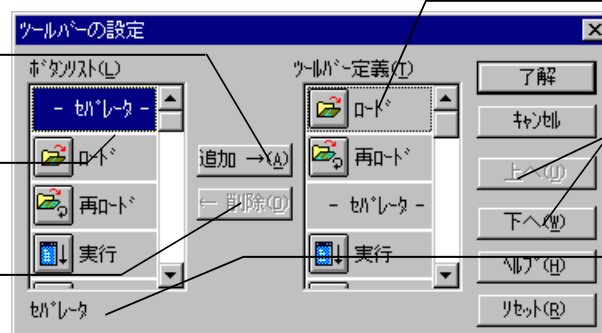 ツールバーの設定
ボタンリスト(L)
ツールバー定義(T)
- セパレータ -
ロード
再ロード
実行
追加 →(A)
← 削除(D)
ロード
再ロード
- セパレータ -
実行
了解
キャンセル
上へ(U)
下へ(W)
ヘルプ(H)
リセット(R)
セパレータ